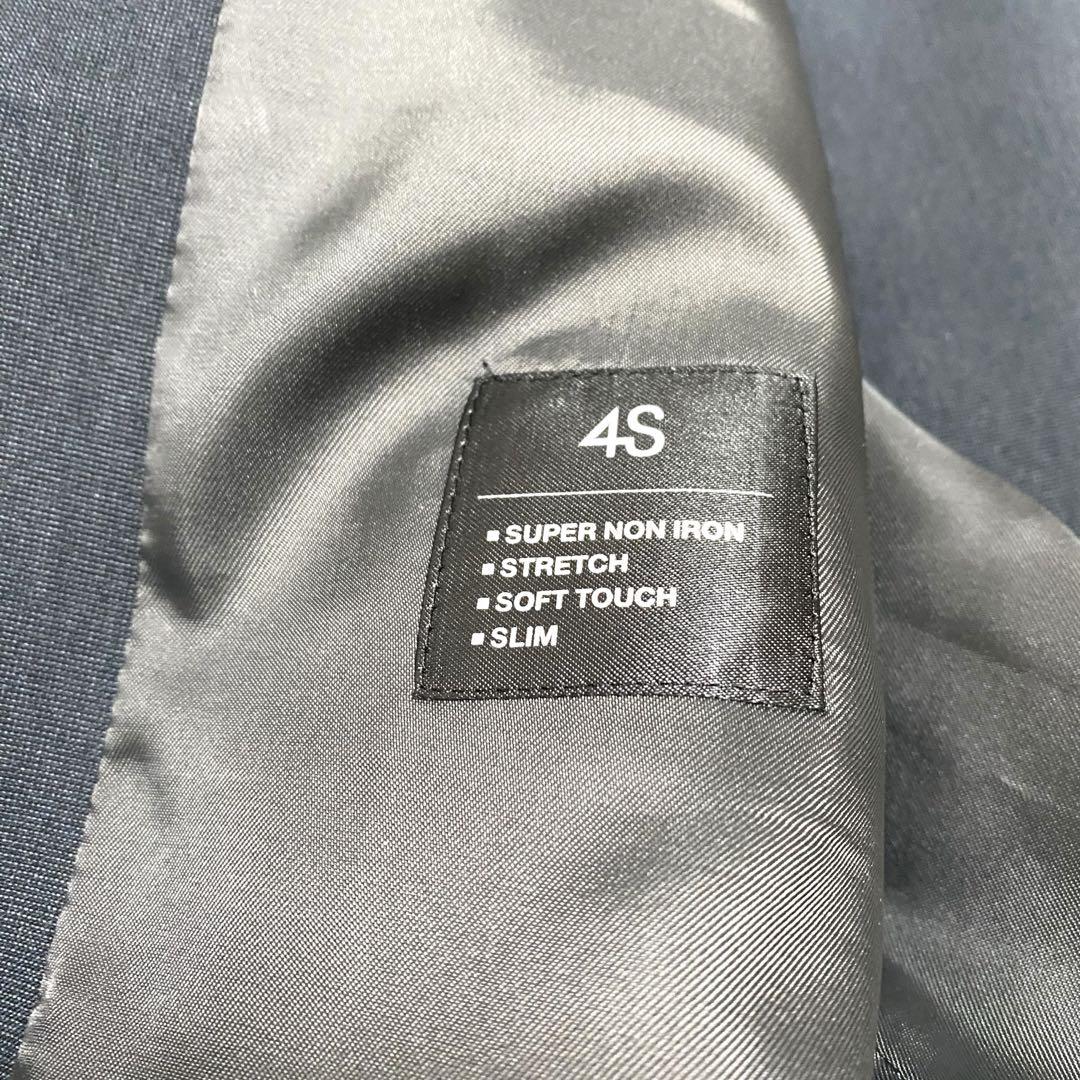 4S
▪SUPER NON IRON
▪STRETCH
▪SOFT TOUCH
▪SLIM